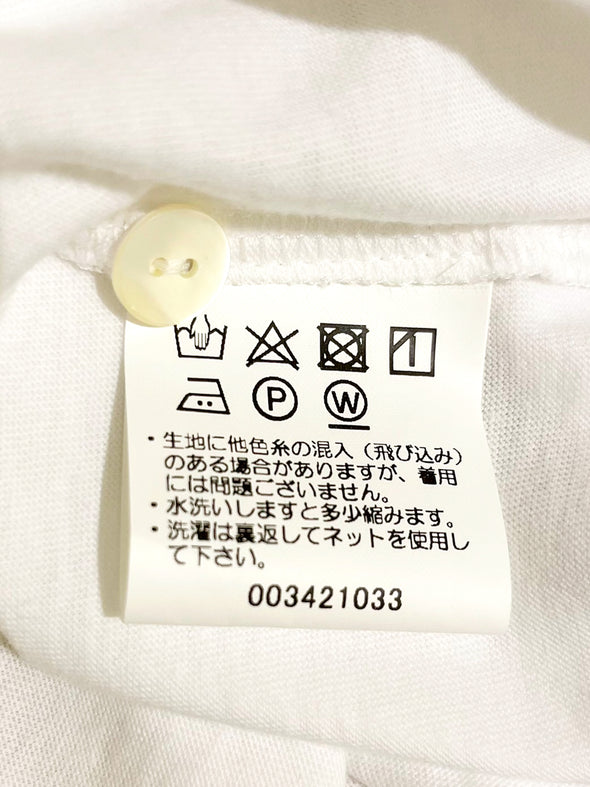 P W
・生地に他色糸の混入（飛び込み）
のある場合がありますが、着用
には問題ございません。
・水洗いしますと多少縮みます。
・洗濯は裏返してネットを使用し
て下さい。
003421033